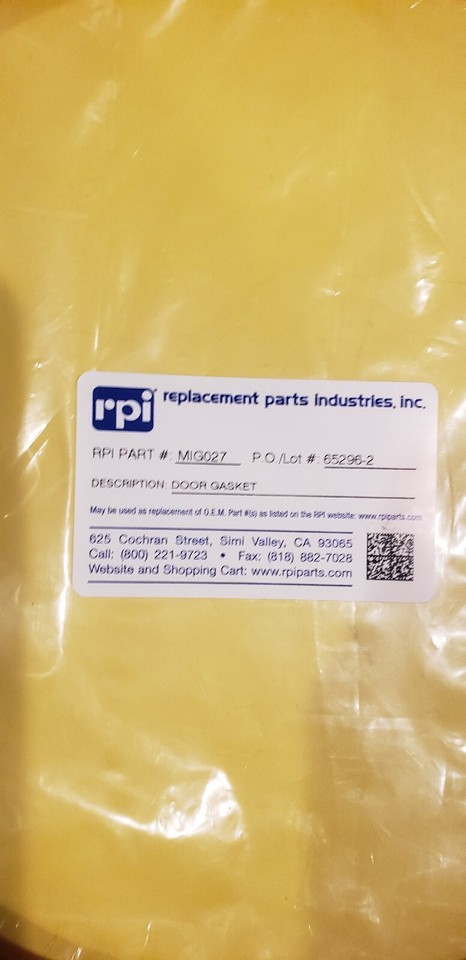 rpi replacement parts industries, inc.
RPI PART #: MIG027 P.O./Lot #: 65296-2
DESCRIPTION: DOOR GASKET
May be used as replacement of O.E.M. Part #(s) as listed on the RPI website: www.rpiparts.com
625 Cochran Street, Simi Valley, CA 93065
Call: (800) 221-9723 • Fax: (818) 882-7028
Website and Shopping Cart: www.rpiparts.com